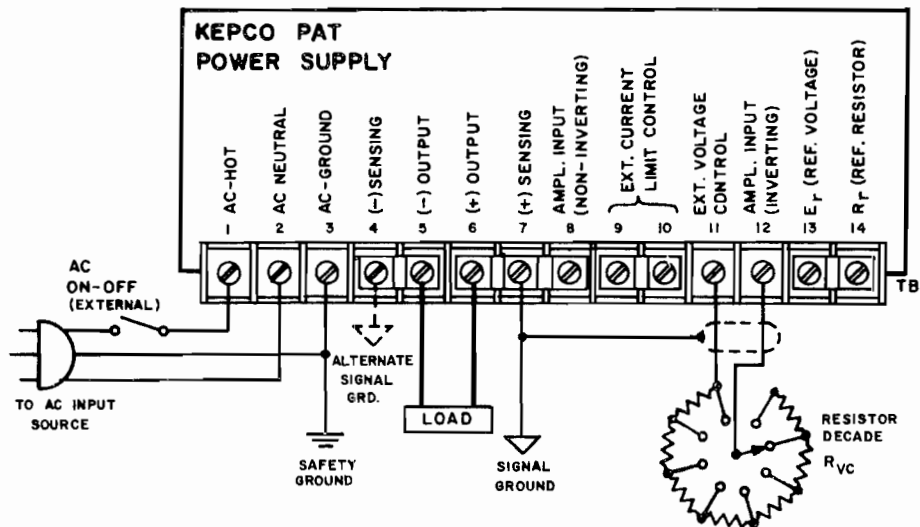 KEPCO PAT
POWER SUPPLY
AC-HOT
AC NEUTRAL
AC-GROUND
(-) SENSING
(-) OUTPUT
(+) OUTPUT
(+) SENSING
AMPL. INPUT
(NON-INVERTING)
EXT. CURRENT
LIMIT CONTROL
EXT. VOLTAGE
CONTROL
AMPL. INPUT
(INVERTING)
Er (REF. VOLTAGE)
Rr (REF. RESISTOR)
1 2 3 4 5 6 7 8 9 10 11 12 13 14
TB
AC
ON-OFF
(EXTERNAL)
TO AC INPUT
SOURCE
ALTERNATE
SIGNAL
GRD.
LOAD
SAFETY
GROUND
SIGNAL
GROUND
RESISTOR
DECADE
RVC